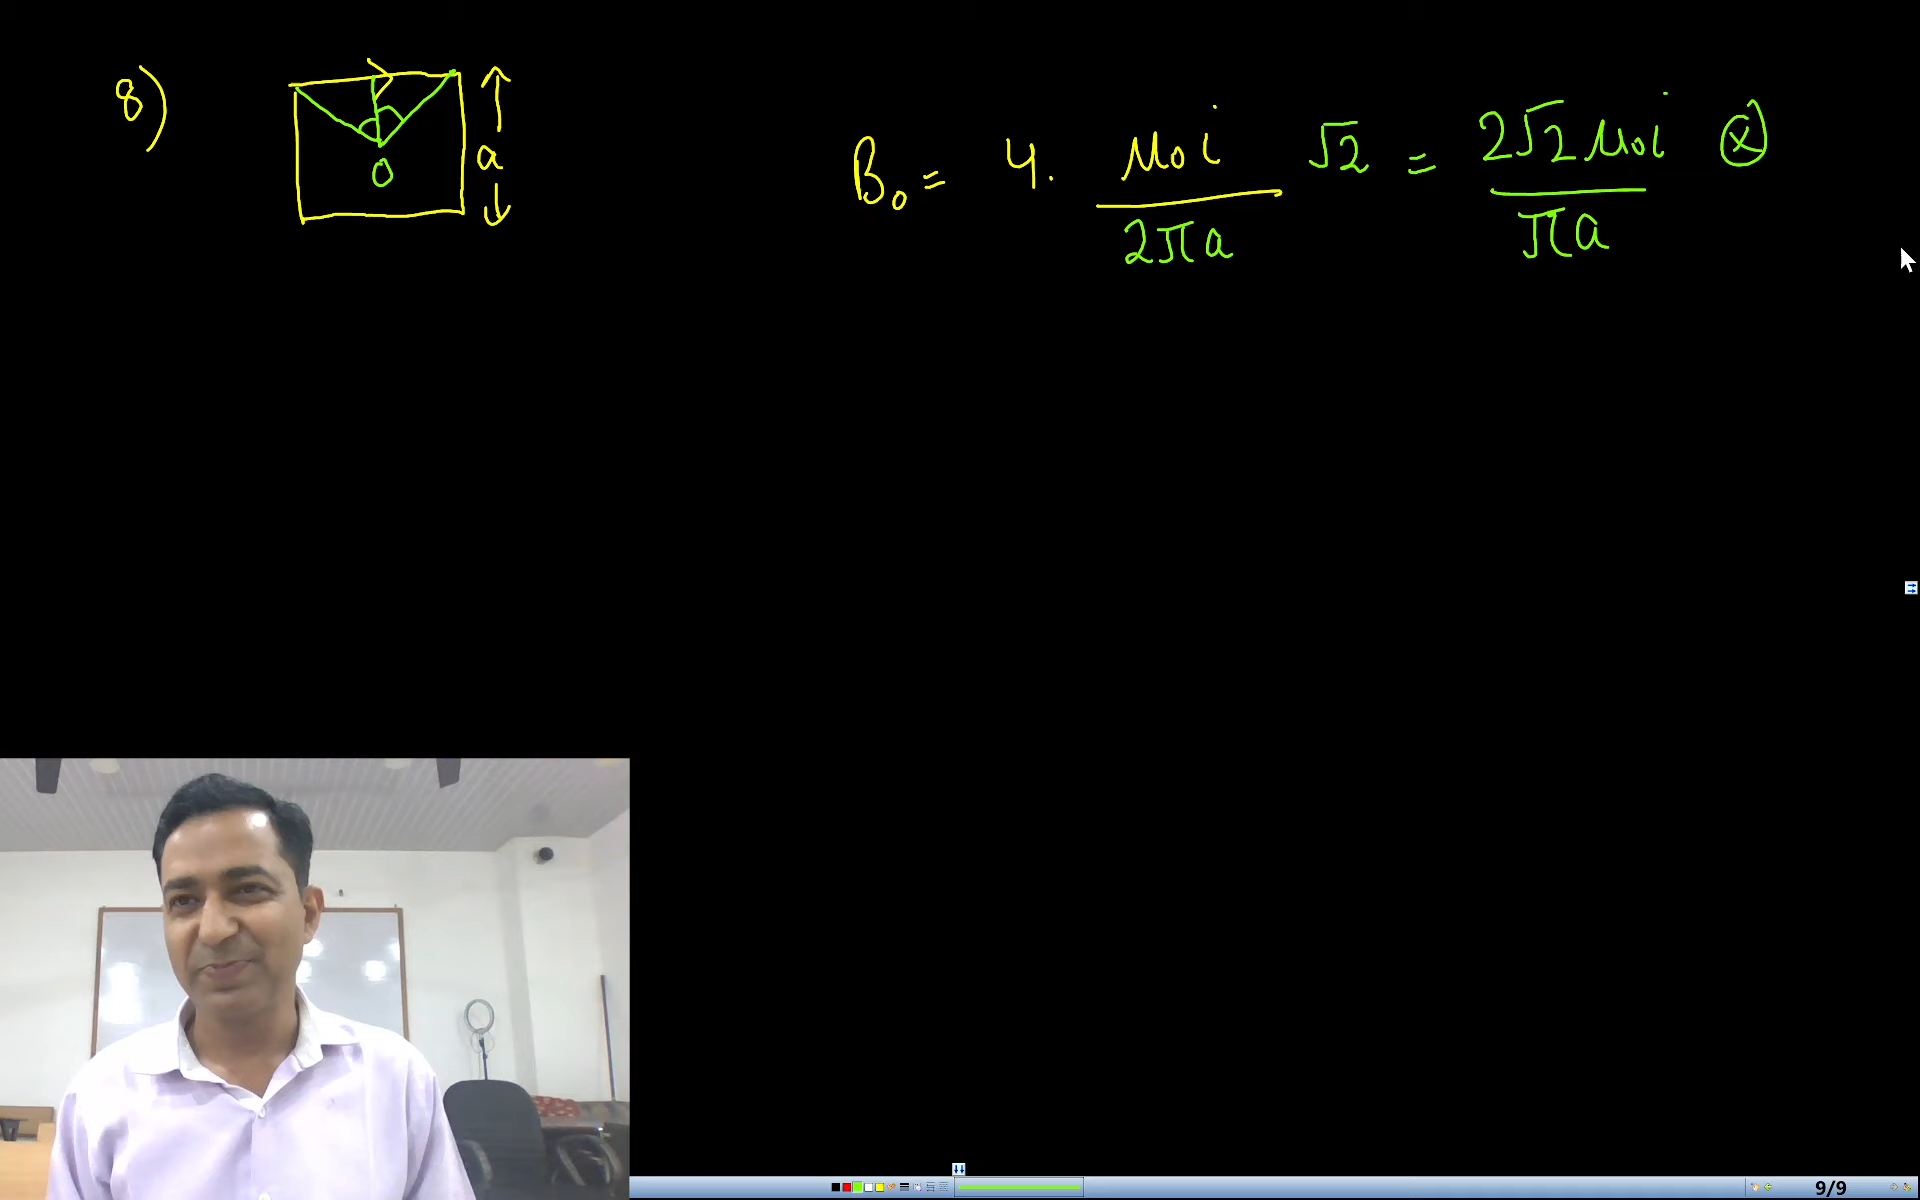 8)
a
O
B₀ = 4. μ₀i / 2πa √2 = 2√2 μ₀i / πa ⊗
9/9